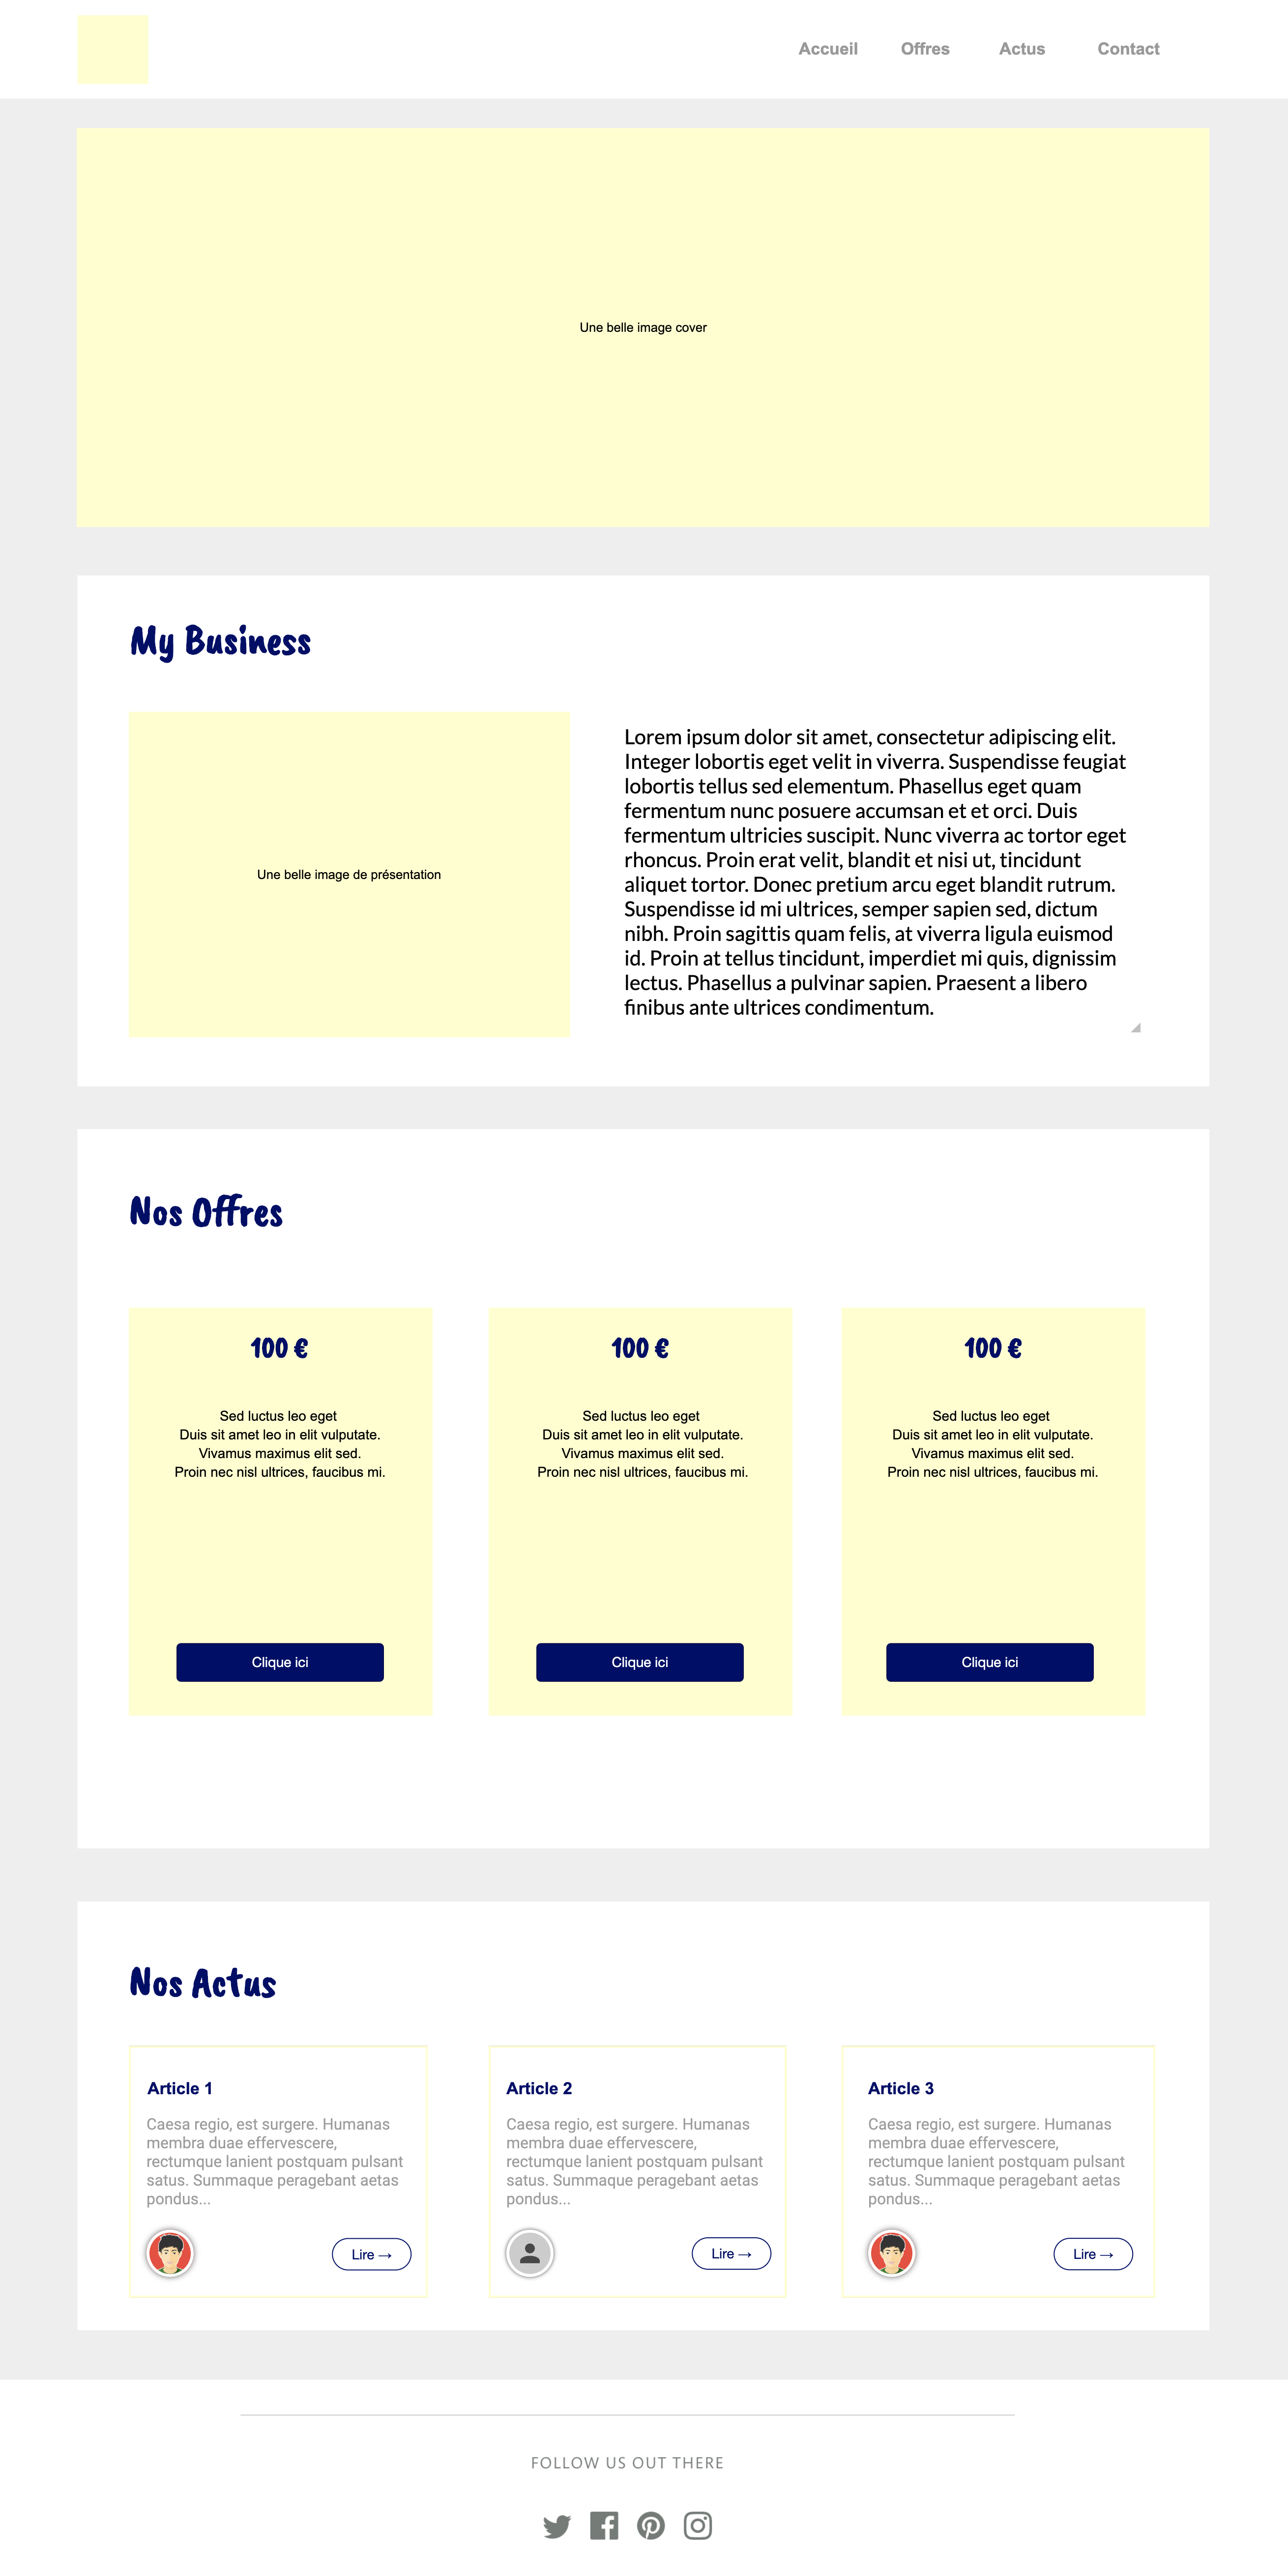 Accueil Offres Actus Contact
Une belle image cover
My Business
Une belle image de présentation
Lorem ipsum dolor sit amet, consectetur adipiscing elit.
Integer lobortis eget velit in viverra. Suspendisse feugiat
lobortis tellus sed elementum. Phasellus eget quam
fermentum nunc posuere accumsan et et orci. Duis
fermentum ultricies suscipit. Nunc viverra ac tortor eget
rhoncus. Proin erat velit, blandit et nisi ut, tincidunt
aliquet tortor. Donec pretium arcu eget blandit rutrum.
Suspendisse id mi ultrices, semper sapien sed, dictum
nibh. Proin sagittis quam felis, at viverra ligula euismod
id. Proin at tellus tincidunt, imperdiet mi quis, dignissim
lectus. Phasellus a pulvinar sapien. Praesent a libero
finibus ante ultrices condimentum.
Nos Offres
100 €
Sed luctus leo eget
Duis sit amet leo in elit vulputate.
Vivamus maximus elit sed.
Proin nec nisl ultrices, faucibus mi.
Clique ici
100 €
Sed luctus leo eget
Duis sit amet leo in elit vulputate.
Vivamus maximus elit sed.
Proin nec nisl ultrices, faucibus mi.
Clique ici
100 €
Sed luctus leo eget
Duis sit amet leo in elit vulputate.
Vivamus maximus elit sed.
Proin nec nisl ultrices, faucibus mi.
Clique ici
Nos Actus
Article 1
Caesa regio, est surgere. Humanas
membra duae effervescere,
rectumque lanient postquam pulsant
satus. Summaque peragebant aetas
pondus...
Lire →
Article 2
Caesa regio, est surgere. Humanas
membra duae effervescere,
rectumque lanient postquam pulsant
satus. Summaque peragebant aetas
pondus...
Lire →
Article 3
Caesa regio, est surgere. Humanas
membra duae effervescere,
rectumque lanient postquam pulsant
satus. Summaque peragebant aetas
pondus...
Lire →
FOLLOW US OUT THERE